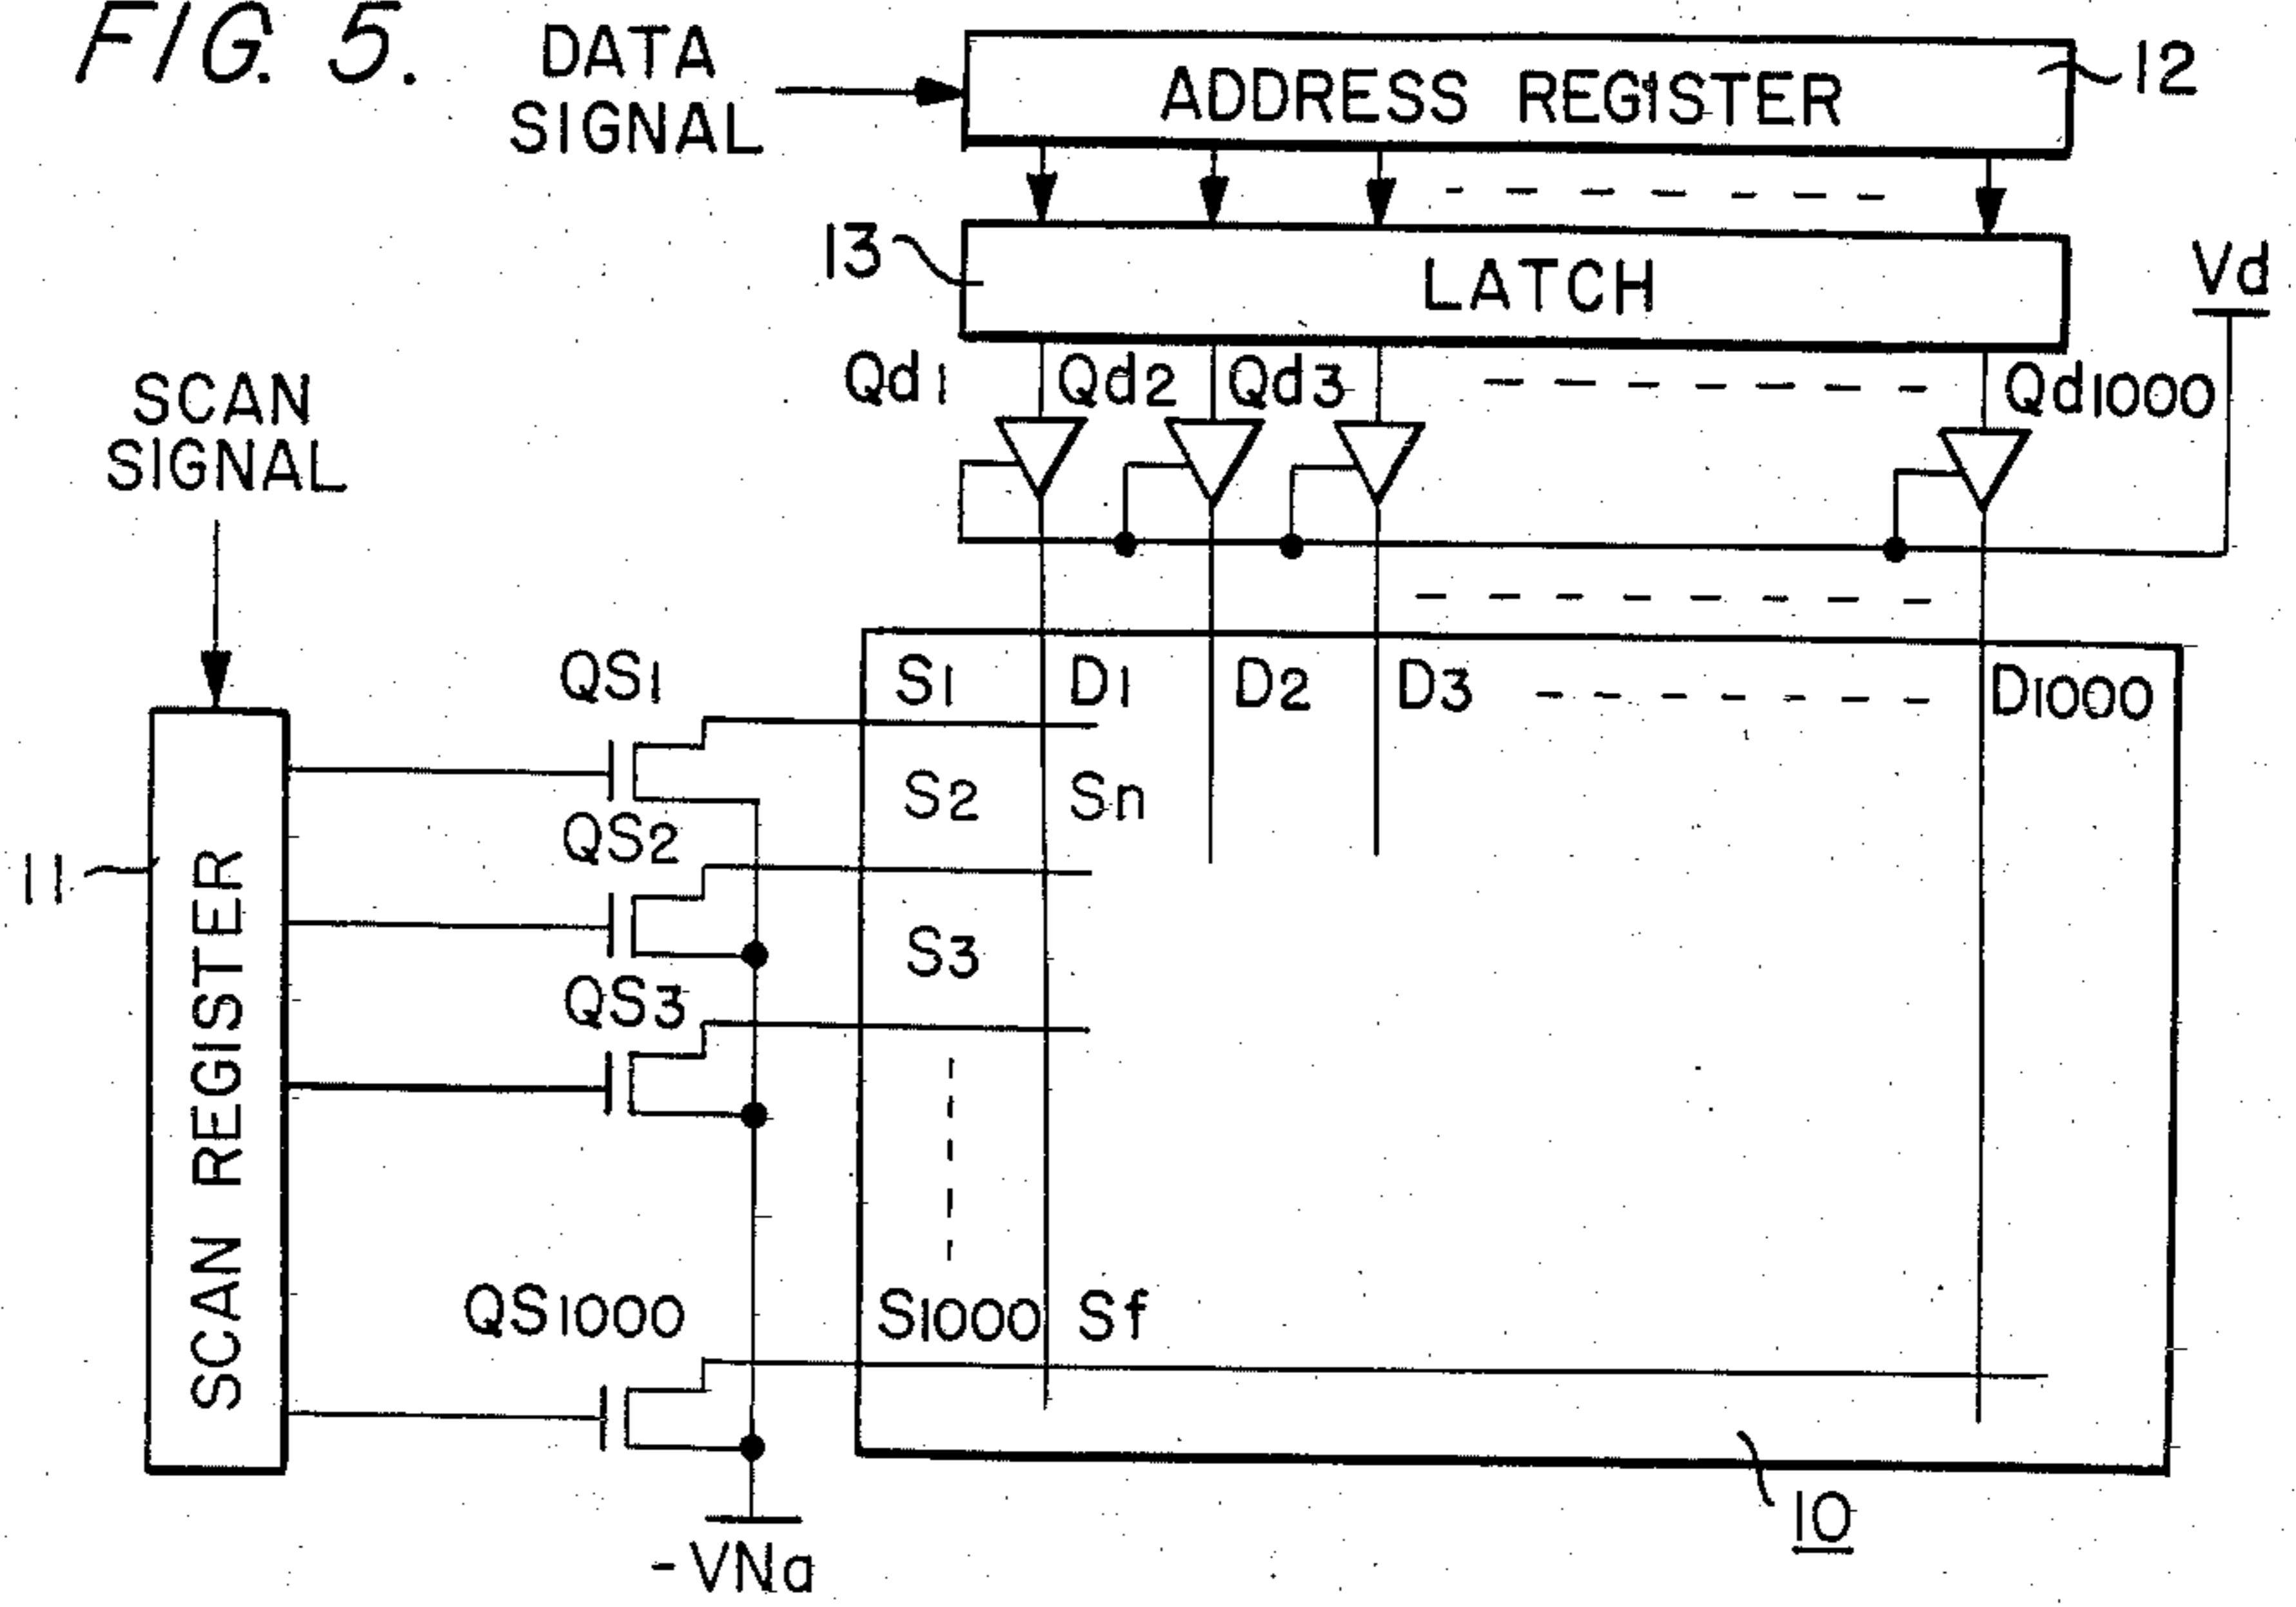 FIG. 5.
DATA
SIGNAL
ADDRESS REGISTER
12
13
LATCH
Vd
Qd1
Qd2
Qd3
Qd1000
SCAN
SIGNAL
QS1
S1
D1
D2
D3
D1000
S2
Sn
QS2
11
SCAN REGISTER
S3
QS3
QS1000
S1000
Sf
10
-VNa